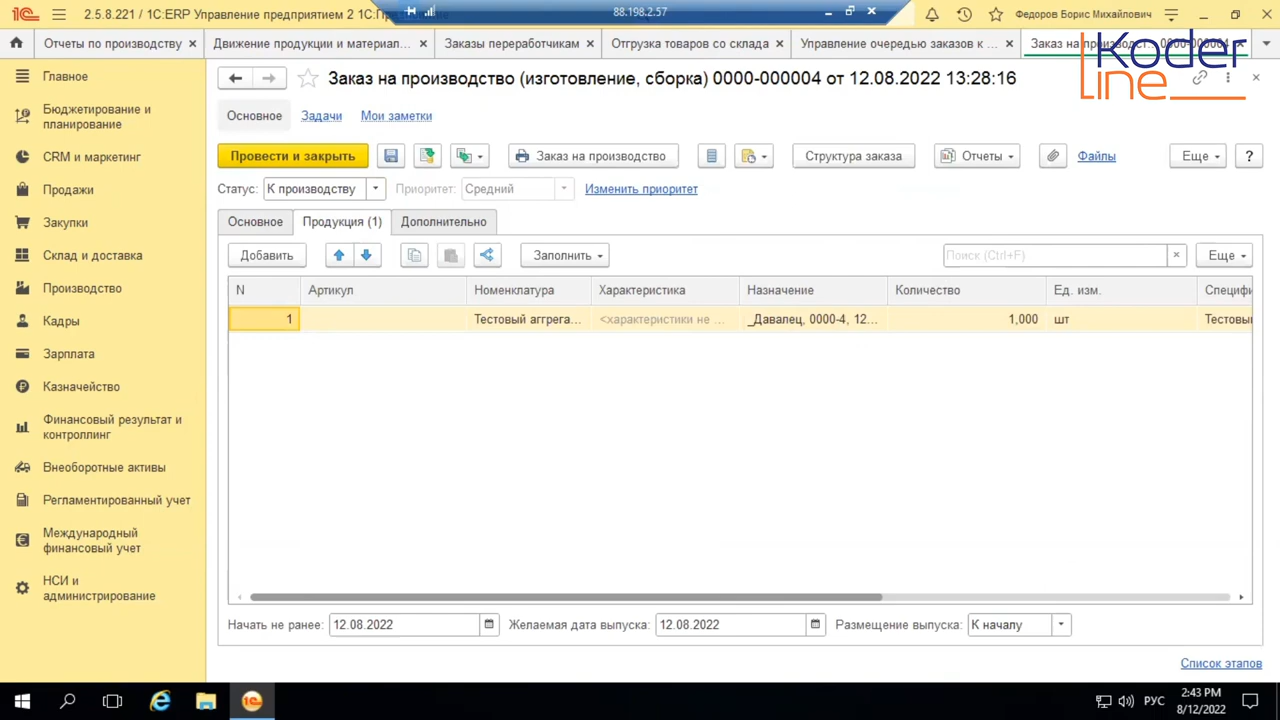 2.5.8.221 / 1С:ERP Управление предприятием 2 1С:П
88.198.2.57
Федоров Борис Михайлович
Отчеты по производству
Движение продукции и материал...
Заказы переработчикам
Отгрузка товаров со склада
Управление очередью заказов к ...
Заказ на
Koder
line
Главное
Бюджетирование и
планирование
CRM и маркетинг
Продажи
Закупки
Склад и доставка
Производство
Кадры
Зарплата
Казначейство
Финансовый результат и
контроллинг
Внеоборотные активы
Регламентированный учет
Международный
финансовый учет
НСИ и
администрирование
Заказ на производство (изготовление, сборка) 0000-000004 от 12.08.2022 13:28:16
Основное Задачи Мои заметки
Провести и закрыть Заказ на производство Структура заказа Отчеты Файлы Еще ?
Статус: К производству Приоритет: Средний Изменить приоритет
Основное Продукция (1) Дополнительно
Добавить Заполнить Поиск (Ctrl+F) Еще
N Артикул Номенклатура Характеристика Назначение Количество Ед. изм. Специфи
1 Тестовый аггрега... <характеристики не ... _Давалец, 0000-4, 12... 1,000 шт Тестовы
Начать не ранее: 12.08.2022 Желаемая дата выпуска: 12.08.2022 Размещение выпуска: К началу
Список этапов
РУС
2:43 PM
8/12/2022